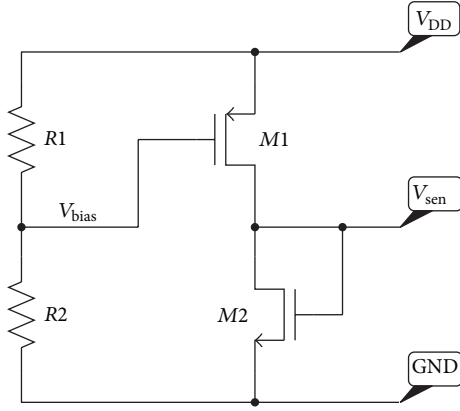 VDD
R1
M1
Vbias
Vsen
R2
M2
GND